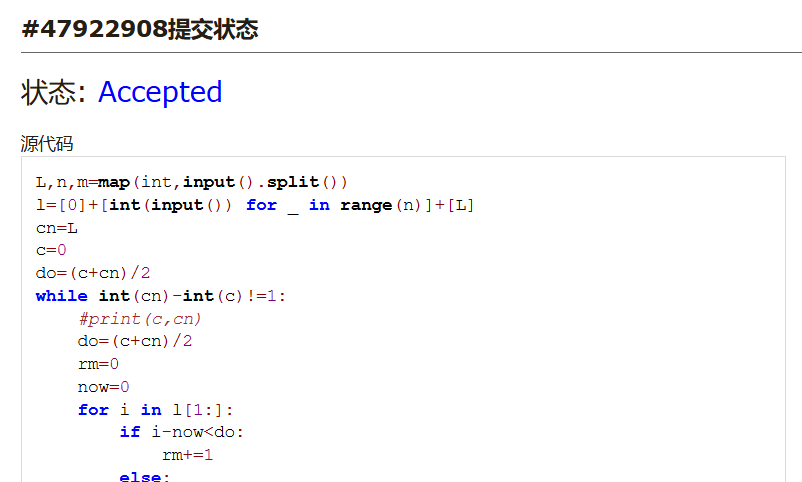 #47922908提交状态
状态: Accepted
源代码
L,n,m=map(int,input().split())
l=[0]+[int(input()) for _ in range(n)]+[L]
cn=L
c=0
do=(c+cn)/2
while int(cn)-int(c)!=1:
    #print(c,cn)
    do=(c+cn)/2
    rm=0
    now=0
    for i in l[1:]:
        if i-now<do:
            rm+=1
        else: